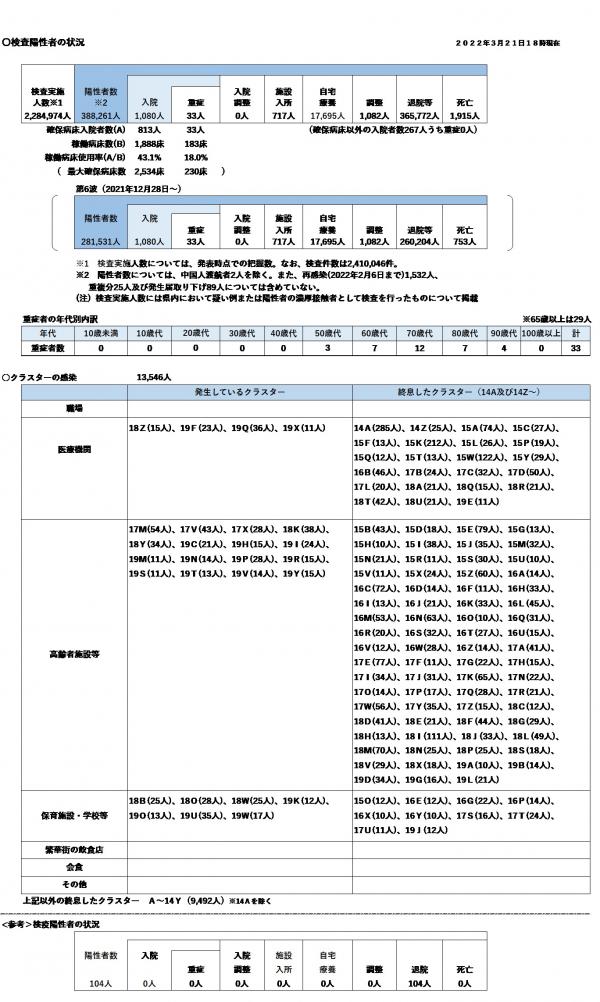 〇検査陽性者の状況
２０２２年３月２１日１８時現在
検査実施人数※1 陽性者数※2 入院 重症 入院調整 施設入所 自宅療養 調整 退院等 死亡
2,284,974人 388,261人 1,080人 33人 0人 717人 17,695人 1,082人 365,772人 1,915人
確保病床入院者数(A) 813人 33人 （確保病床以外の入院者数267人うち重症0人）
稼働病床数(B) 1,888床 183床
稼働病床使用率(A/B) 43.1% 18.0%
（ 最大確保病床数 2,534床 230床 ）
第6波（2021年12月28日～）
陽性者数 入院 重症 入院調整 施設入所 自宅療養 調整 退院等 死亡
281,531人 1,080人 33人 0人 717人 17,695人 1,082人 260,204人 753人
※1 検査実施人数については、発表時点での把握数。なお、検査件数は2,410,046件。
※2 陽性者数については、中国人渡航者2人を除く。また、再感染(2022年2月6日まで)1,532人、
重複分25人及び発生届取り下げ89人については含めていない。
（注）検査実施人数には県内において疑い例または陽性者の濃厚接触者として検査を行ったものについて掲載
重症者の年代別内訳 ※65歳以上は29人
年代 10歳未満 10歳代 20歳代 30歳代 40歳代 50歳代 60歳代 70歳代 80歳代 90歳代 100歳以上 計
重症者数 0 0 0 0 0 3 7 12 7 4 0 33
〇クラスターの感染 13,546人
発生しているクラスター 終息したクラスター（14A及び14Z～）
職場
医療機関
18Z(15人)、19F(23人)、19Q(36人)、19X(11人)
14A(285人)、14Z(25人)、15A(74人)、15C(27人)、
15F(13人)、15K(212人)、15L(26人)、15P(19人)、
15Q(12人)、15T(13人)、15W(122人)、15Y(29人)、
16B(46人)、17B(24人)、17C(32人)、17D(50人)、
17L(20人)、18A(21人)、18Q(15人)、18R(21人)、
18T(42人)、18U(21人)、19E(11人)
高齢者施設等
17M(54人)、17V(43人)、17X(28人)、18K(38人)、
18Y(34人)、19C(21人)、19H(15人)、19I(24人)、
19M(11人)、19N(14人)、19P(28人)、19R(15人)、
19S(11人)、19T(13人)、19V(14人)、19Y(15人)
15B(43人)、15D(18人)、15E(79人)、15G(13人)、
15H(10人)、15I(38人)、15J(35人)、15M(32人)、
15N(21人)、15R(11人)、15S(30人)、15U(10人)、
15V(11人)、15X(24人)、15Z(60人)、16A(14人)、
16C(72人)、16D(14人)、16F(11人)、16H(33人)、
16I(13人)、16J(21人)、16K(33人)、16L(45人)、
16M(53人)、16N(63人)、16O(10人)、16Q(31人)、
16R(20人)、16S(32人)、16T(27人)、16U(15人)、
16V(12人)、16W(28人)、16Z(14人)、17A(41人)、
17E(77人)、17F(11人)、17G(22人)、17H(15人)、
17I(34人)、17J(31人)、17K(65人)、17N(22人)、
17O(14人)、17P(17人)、17Q(28人)、17R(21人)、
17W(56人)、17Y(35人)、17Z(15人)、18C(12人)、
18D(41人)、18E(21人)、18F(44人)、18G(29人)、
18H(13人)、18I(111人)、18J(33人)、18L(49人)、
18M(70人)、18N(25人)、18P(25人)、18S(18人)、
18V(29人)、18X(18人)、19A(10人)、19B(14人)、
19D(34人)、19G(16人)、19L(21人)
保育施設・学校等
18B(25人)、18O(28人)、18W(25人)、19K(12人)、
19O(13人)、19U(35人)、19W(17人)
15O(12人)、16E(12人)、16G(22人)、16P(14人)、
16X(10人)、16Y(10人)、17S(16人)、17T(24人)、
17U(11人)、19J(12人)
繁華街の飲食店
会食
その他
上記以外の終息したクラスター A～14Y（9,492人）※14Aを除く
<参考>検疫陽性者の状況
陽性者数 入院 重症 入院調整 施設入所 自宅療養 調整 退院 死亡
104人 0人 0人 0人 0人 0人 0人 104人 0人